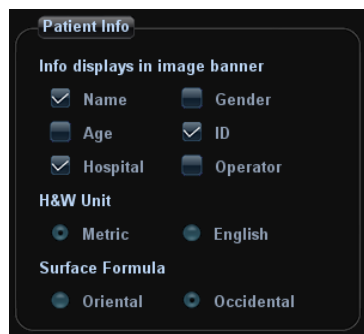 Patient Info
Info displays in image banner
Name Gender
Age ID
Hospital Operator
H&W Unit
Metric English
Surface Formula
Oriental Occidental